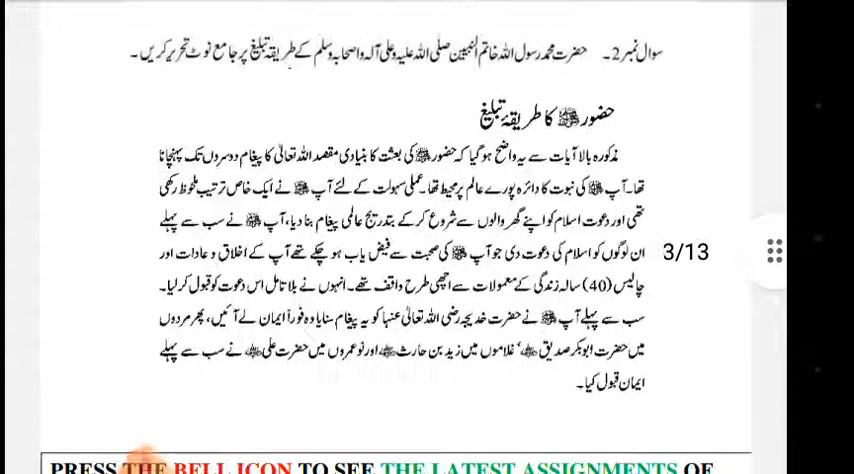 سوال نمبر 2۔ حضرت محمد رسول اللہ خاتم النبیین صلی اللہ علیہ وعلی آلہ واصحابہ وسلم کے طریقہ تبلیغ پر جامع نوٹ تحریر کریں۔
حضور ﷺ کا طریقۂ تبلیغ
مذکورہ بالا آیات سے یہ واضح ہو گیا کہ حضور ﷺ کی بعثت کا بنیادی مقصد اللہ تعالیٰ کا پیغام دوسروں تک پہنچانا
تھا۔ آپ ﷺ کی نبوت کا دائرہ پورے عالم پر محیط تھا۔ عملی سہولت کے لئے آپ ﷺ نے ایک خاص ترتیب ملحوظ رکھی
تھی اور دعوت اسلام کو اپنے گھر والوں سے شروع کر کے بتدریج عالمی پیغام بنا دیا، آپ ﷺ نے سب سے پہلے
ان لوگوں کو اسلام کی دعوت دی جو آپ ﷺ کی صحبت سے فیض یاب ہو چکے تھے آپ کے اخلاق و عادات اور
3/13
چالیس (40) سالہ زندگی کے معمولات سے اچھی طرح واقف تھے۔ انہوں نے بلا تامل اس دعوت کو قبول کر لیا۔
سب سے پہلے آپ ﷺ نے حضرت خدیجہ رضی اللہ تعالیٰ عنہا کو یہ پیغام سنایا وہ فوراً ایمان لے آئیں، پھر مردوں
میں حضرت ابوبکر صدیق ؓ، غلاموں میں زید بن حارث ؓ اور نو عمروں میں حضرت علی ؓ نے سب سے پہلے
ایمان قبول کیا۔
PRESS THE BELL ICON TO SEE THE LATEST ASSIGNMENTS OF